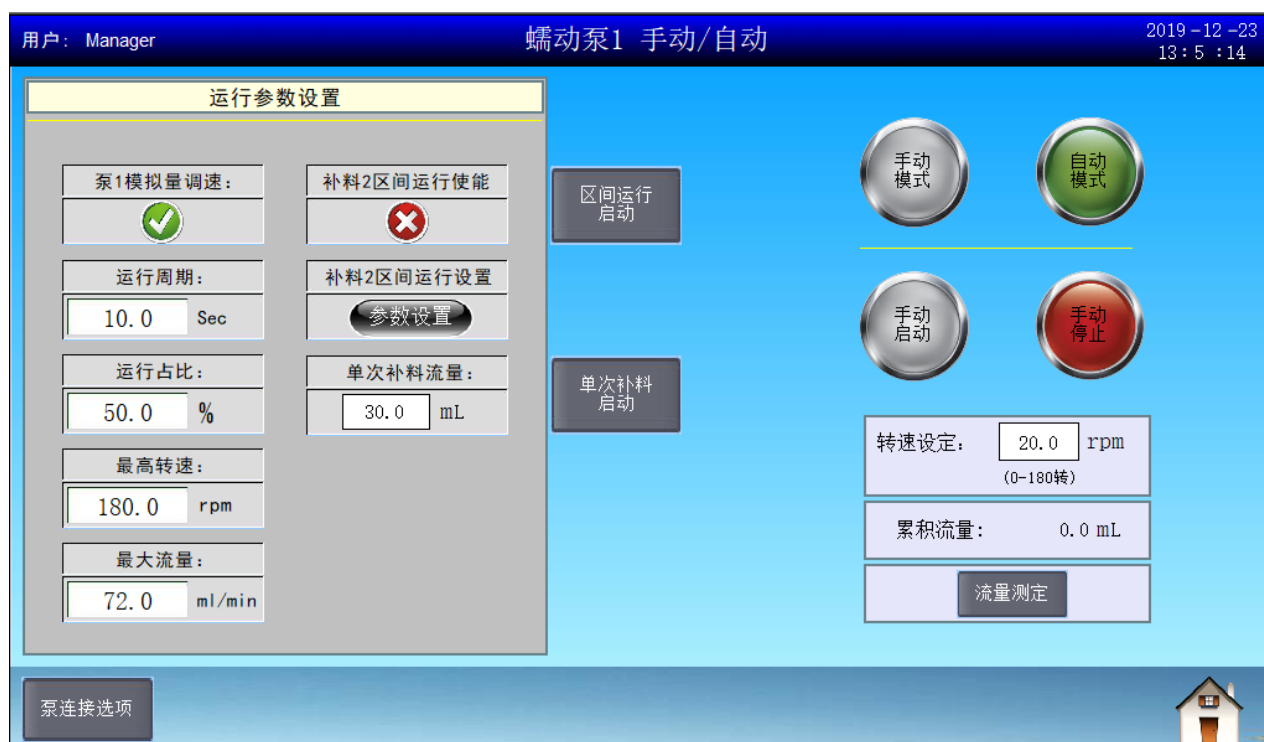 用户: Manager
蠕动泵1 手动/自动
2019-12-23
13:5 :14
运行参数设置
泵1模拟量调速:
补料2区间运行使能
区间运行
启动
运行周期:
10.0 Sec
补料2区间运行设置
参数设置
运行占比:
50.0 %
单次补料流量:
30.0 mL
单次补料
启动
最高转速:
180.0 rpm
最大流量:
72.0 ml/min
手动
模式
自动
模式
手动
启动
手动
停止
转速设定: 20.0 rpm
(0-180转)
累积流量: 0.0 mL
流量测定
泵连接选项